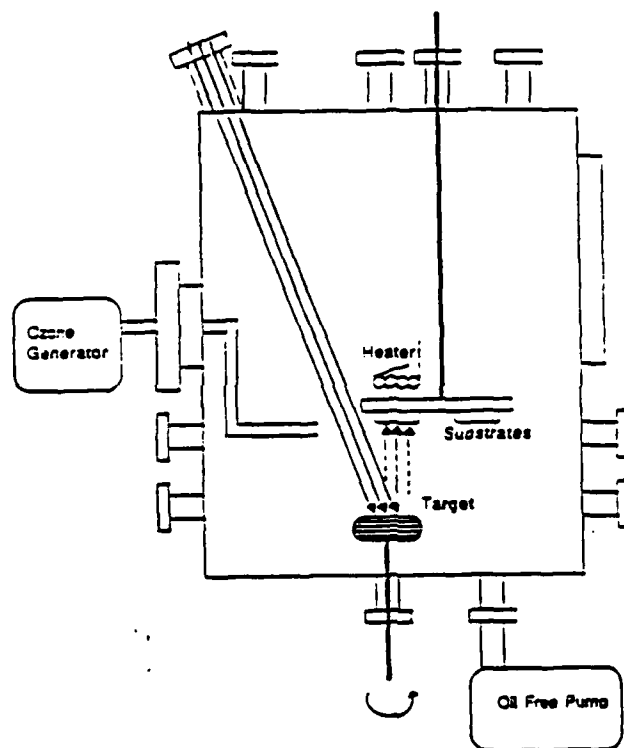 Ozone
Generator
Heater
Substrates
Target
Oil Free Pump